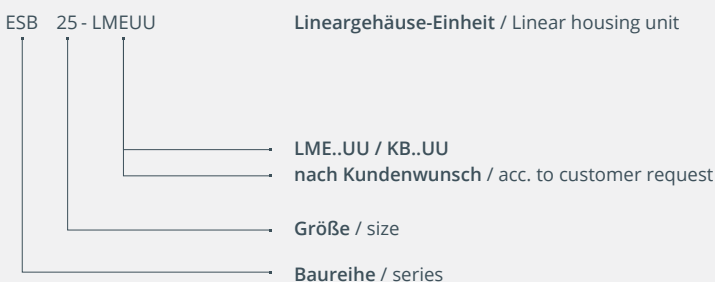 ESB 25 - LMEUU Lineargehäuse-Einheit / Linear housing unit
LME..UU / KB..UU
nach Kundenwunsch / acc. to customer request
Größe / size
Baureihe / series